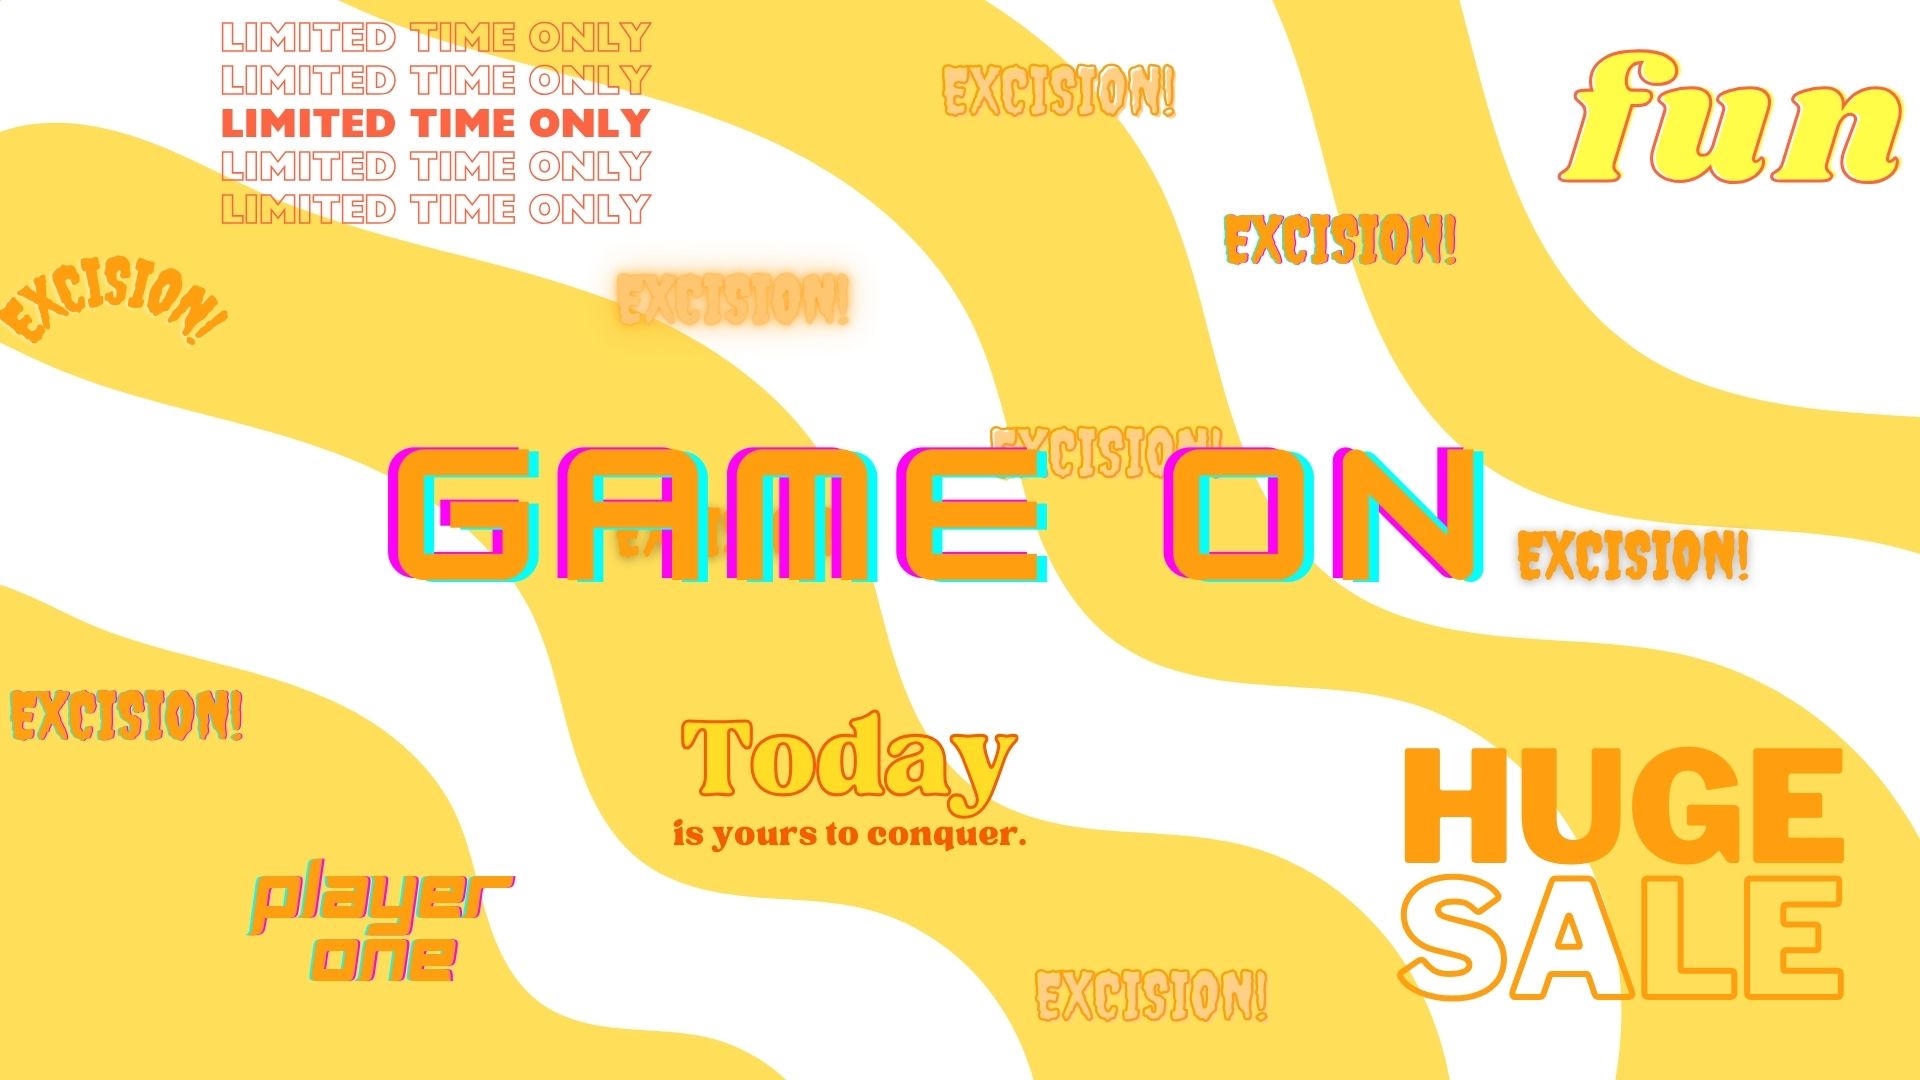 LIMITED TIME ONLY
LIMITED TIME ONLY
LIMITED TIME ONLY
LIMITED TIME ONLY
LIMITED TIME ONLY
EXCISION!
fun
EXCISION!
EXCISION!
EXCISION!
EXCISION!
GAME ON
EXCISION!
EXCISION!
Today
is yours to conquer.
HUGE
SALE
player
one
EXCISION!